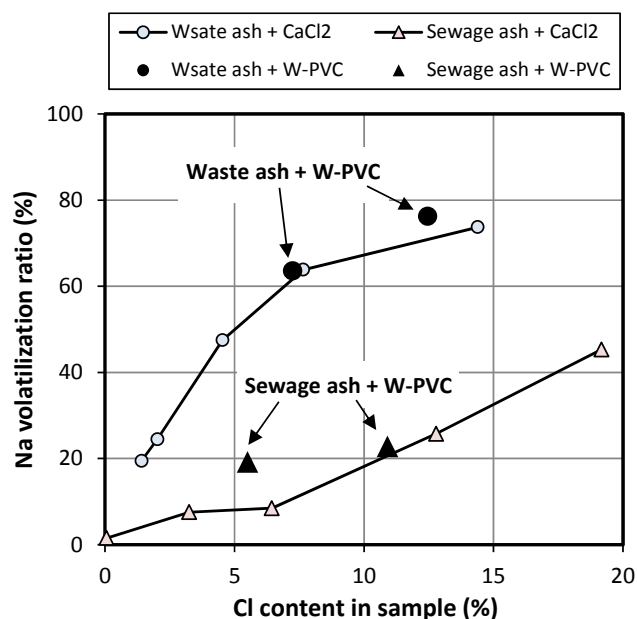 Wsate ash + CaCl2
Sewage ash + CaCl2
Wsate ash + W-PVC
Sewage ash + W-PVC
100
80
60
40
20
0
Na volatilization ratio (%)
Waste ash + W-PVC
Sewage ash + W-PVC
0
5
10
15
20
Cl content in sample (%)